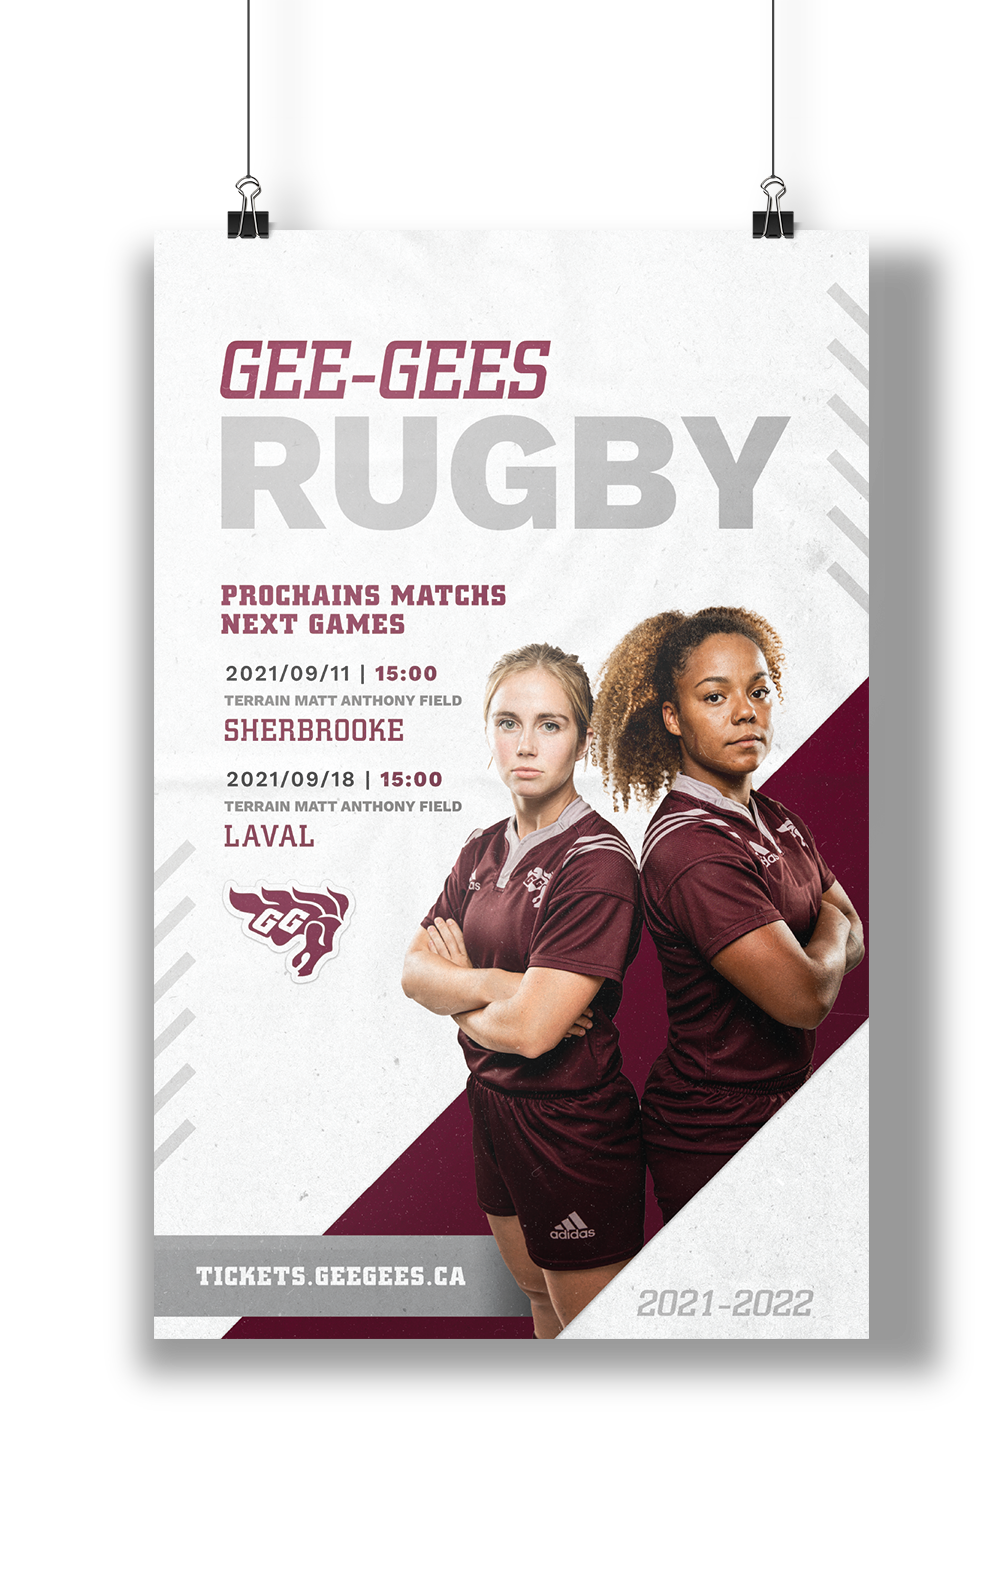 GEE-GEES
RUGBY
PROCHAINS MATCHS
NEXT GAMES
2021/09/11 | 15:00
TERRAIN MATT ANTHONY FIELD
SHERBROOKE
2021/09/18 | 15:00
TERRAIN MATT ANTHONY FIELD
LAVAL
GG
GG
adidas
TICKETS.GEEGEES.CA
2021-2022